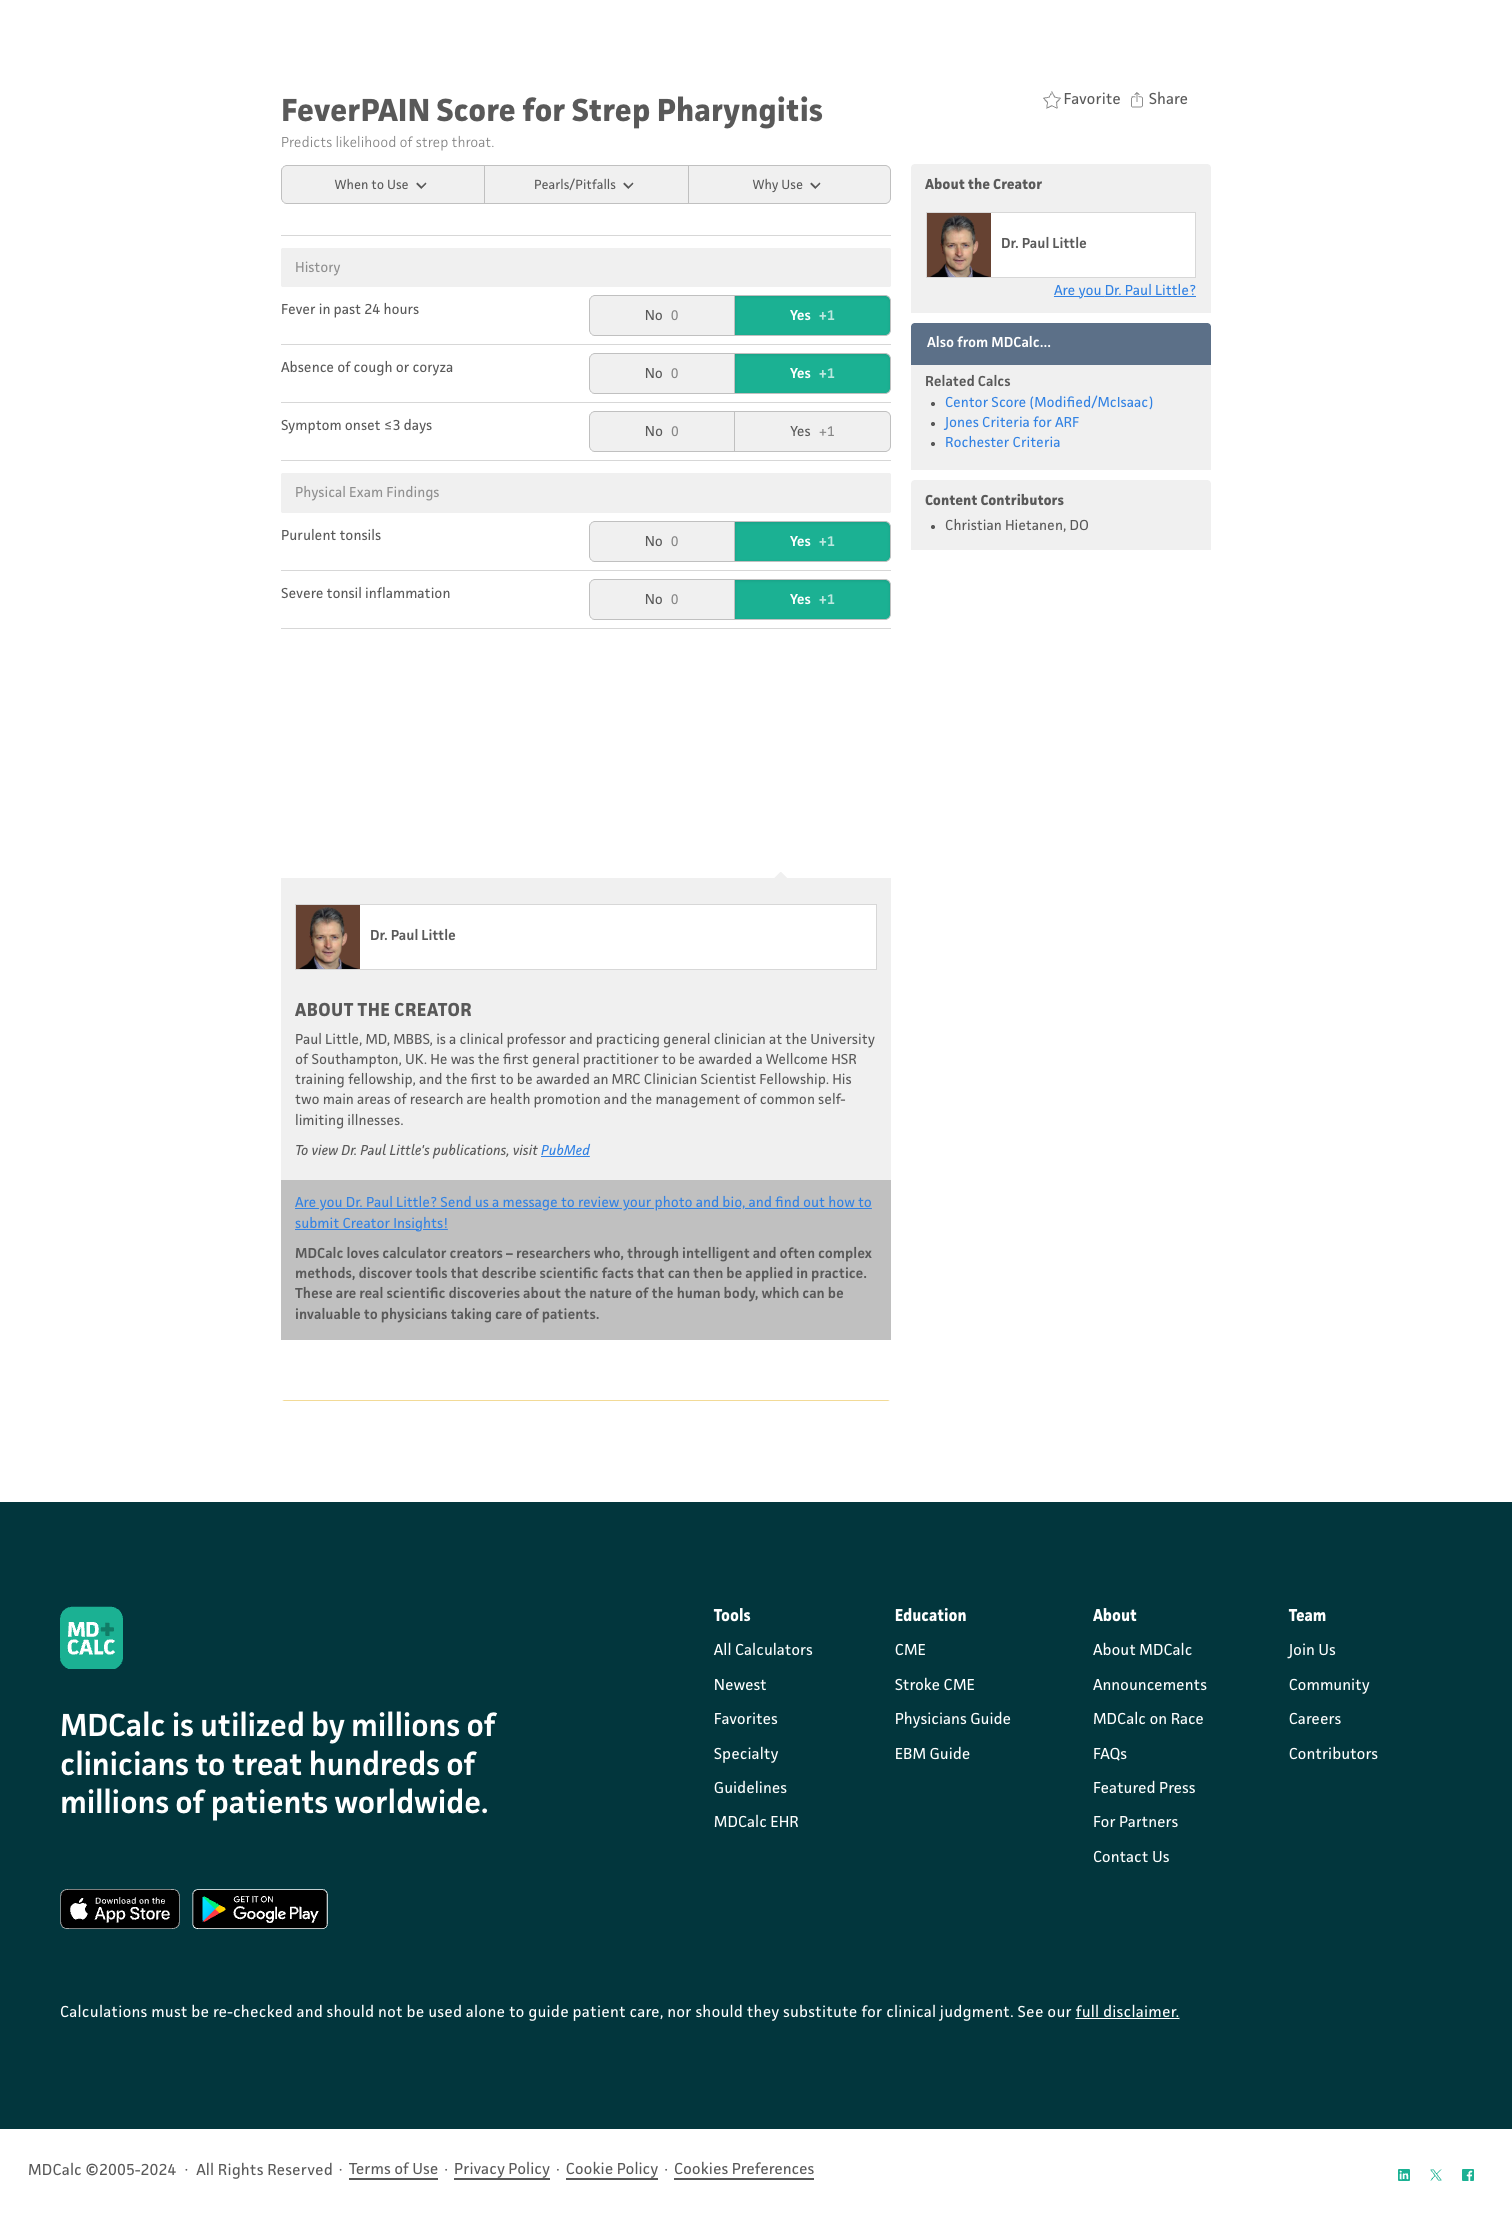 FeverPAIN Score for Strep Pharyngitis
Favorite
Share
Predicts likelihood of strep throat.
When to Use
Pearls/Pitfalls
Why Use
History
Fever in past 24 hours
No 0
Yes +1
Absence of cough or coryza
No 0
Yes +1
Symptom onset ≤3 days
No 0
Yes +1
Physical Exam Findings
Purulent tonsils
No 0
Yes +1
Severe tonsil inflammation
No 0
Yes +1
About the Creator
Dr. Paul Little
Are you Dr. Paul Little?
Also from MDCalc...
Related Calcs
• Centor Score (Modified/McIsaac)
• Jones Criteria for ARF
• Rochester Criteria
Content Contributors
• Christian Hietanen, DO
Dr. Paul Little
ABOUT THE CREATOR
Paul Little, MD, MBBS, is a clinical professor and practicing general clinician at the University
of Southampton, UK. He was the first general practitioner to be awarded a Wellcome HSR
training fellowship, and the first to be awarded an MRC Clinician Scientist Fellowship. His
two main areas of research are health promotion and the management of common self-
limiting illnesses.
To view Dr. Paul Little's publications, visit PubMed
Are you Dr. Paul Little? Send us a message to review your photo and bio, and find out how to
submit Creator Insights!
MDCalc loves calculator creators – researchers who, through intelligent and often complex
methods, discover tools that describe scientific facts that can then be applied in practice.
These are real scientific discoveries about the nature of the human body, which can be
invaluable to physicians taking care of patients.
MD+
CALC
MDCalc is utilized by millions of
clinicians to treat hundreds of
millions of patients worldwide.
Download on the
App Store
GET IT ON
Google Play
Tools
All Calculators
Newest
Favorites
Specialty
Guidelines
MDCalc EHR
Education
CME
Stroke CME
Physicians Guide
EBM Guide
About
About MDCalc
Announcements
MDCalc on Race
FAQs
Featured Press
For Partners
Contact Us
Team
Join Us
Community
Careers
Contributors
Calculations must be re-checked and should not be used alone to guide patient care, nor should they substitute for clinical judgment. See our full disclaimer.
MDCalc ©2005-2024 · All Rights Reserved · Terms of Use · Privacy Policy · Cookie Policy · Cookies Preferences